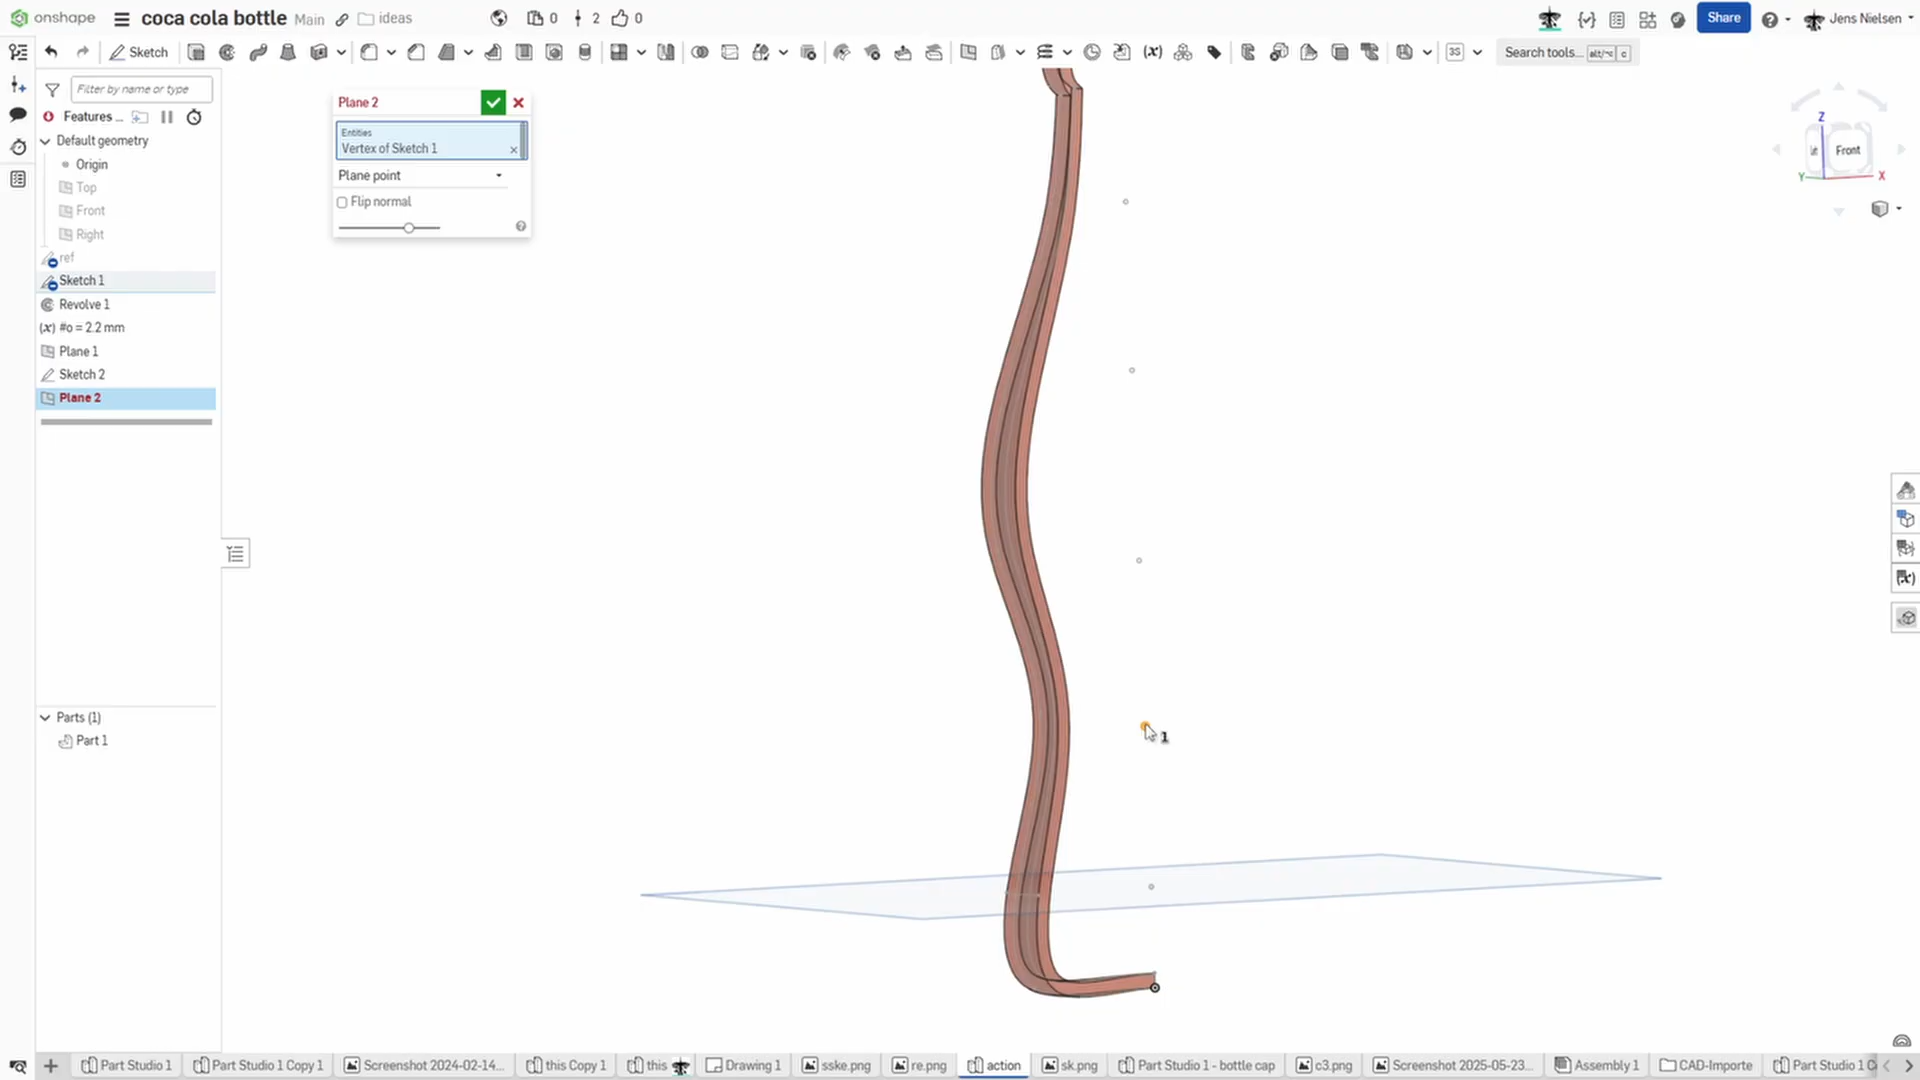 onshape
coca cola bottle Main ideas 0 2 0 Share Jens Nielsen
Sketch (x) 3S Search tools... alt/⌥ c
Filter by name or type
Features ...
Default geometry
Origin
Top
Front
Right
ref
Sketch 1
Revolve 1
(x) #o = 2.2 mm
Plane 1
Sketch 2
Plane 2
Parts (1)
Part 1
Plane 2
Entities
Vertex of Sketch 1
Plane point
Flip normal
1
Z
Front
Y X
(x)
Part Studio 1 Part Studio 1 Copy 1 Screenshot 2024-02-14... this Copy 1 this Drawing 1 sske.png re.png action sk.png Part Studio 1 - bottle cap c3.png Screenshot 2025-05-23... Assembly 1 CAD-Importe Part Studio 1